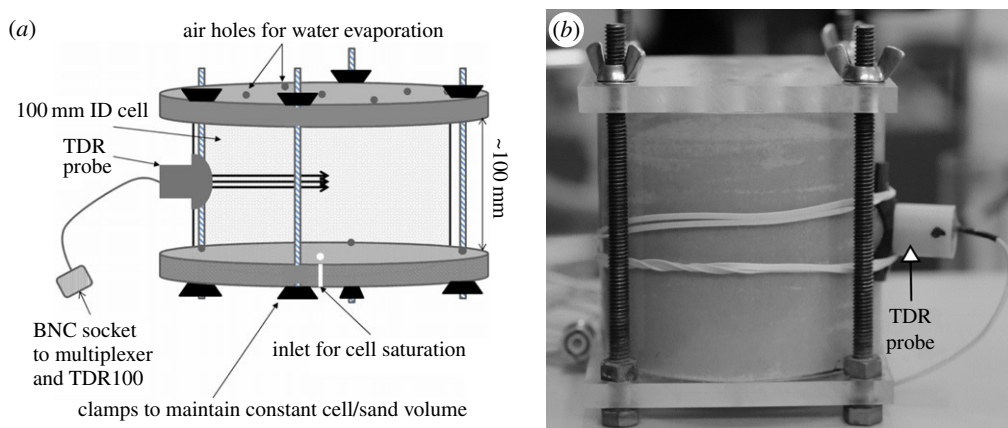 (a)
air holes for water evaporation
100 mm ID cell
TDR
probe
~100 mm
BNC socket
to multiplexer
and TDR100
inlet for cell saturation
clamps to maintain constant cell/sand volume
(b)
TDR
probe